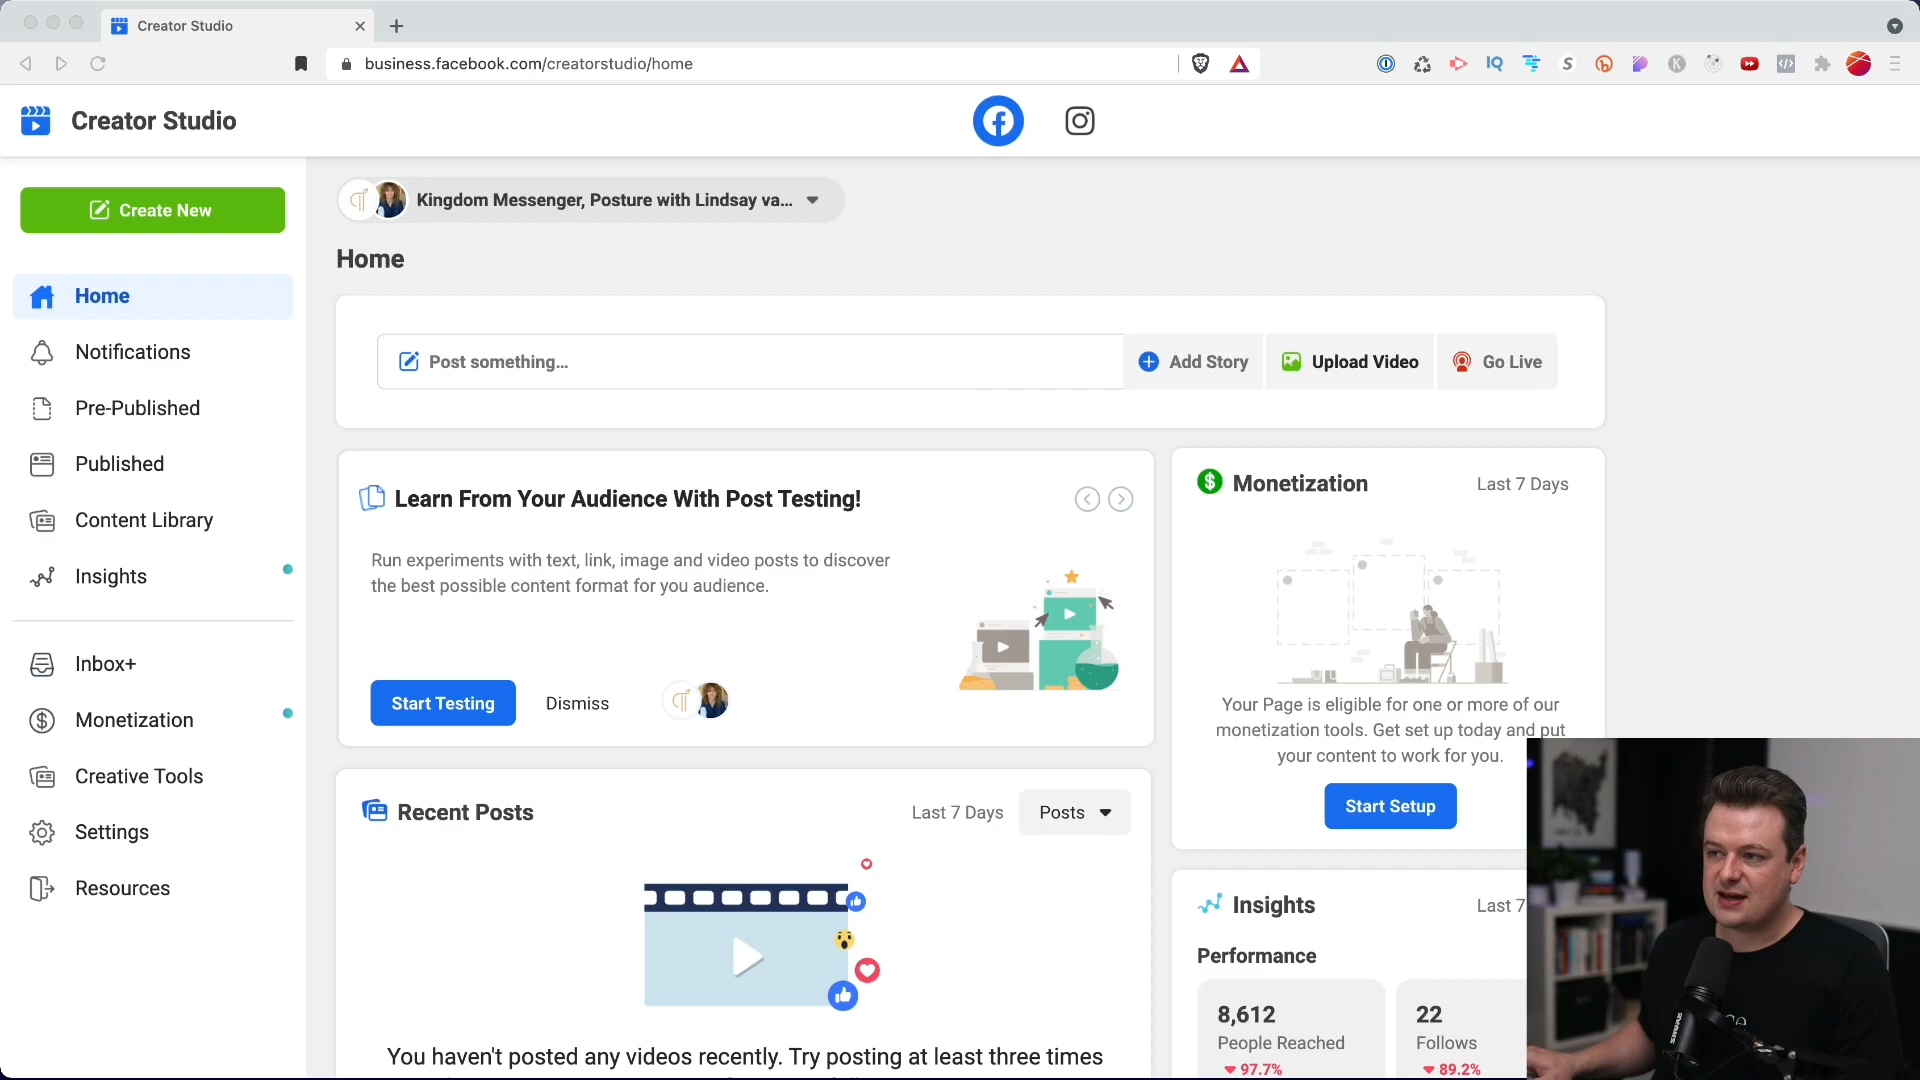 Creator Studio
business.facebook.com/creatorstudio/home
Creator Studio
Create New
Kingdom Messenger, Posture with Lindsay va...
Home
Home
Notifications
Pre-Published
Published
Content Library
Insights
Inbox+
Monetization
Creative Tools
Settings
Resources
Post something...
Add Story
Upload Video
Go Live
Learn From Your Audience With Post Testing!
Run experiments with text, link, image and video posts to discover
the best possible content format for you audience.
Start Testing
Dismiss
Monetization
Last 7 Days
Your Page is eligible for one or more of our
monetization tools. Get set up today and put
your content to work for you.
Start Setup
Recent Posts
Last 7 Days
Posts
You haven't posted any videos recently. Try posting at least three times
Insights
Last 7
Performance
8,612
People Reached
97.7%
22
Follows
89.2%